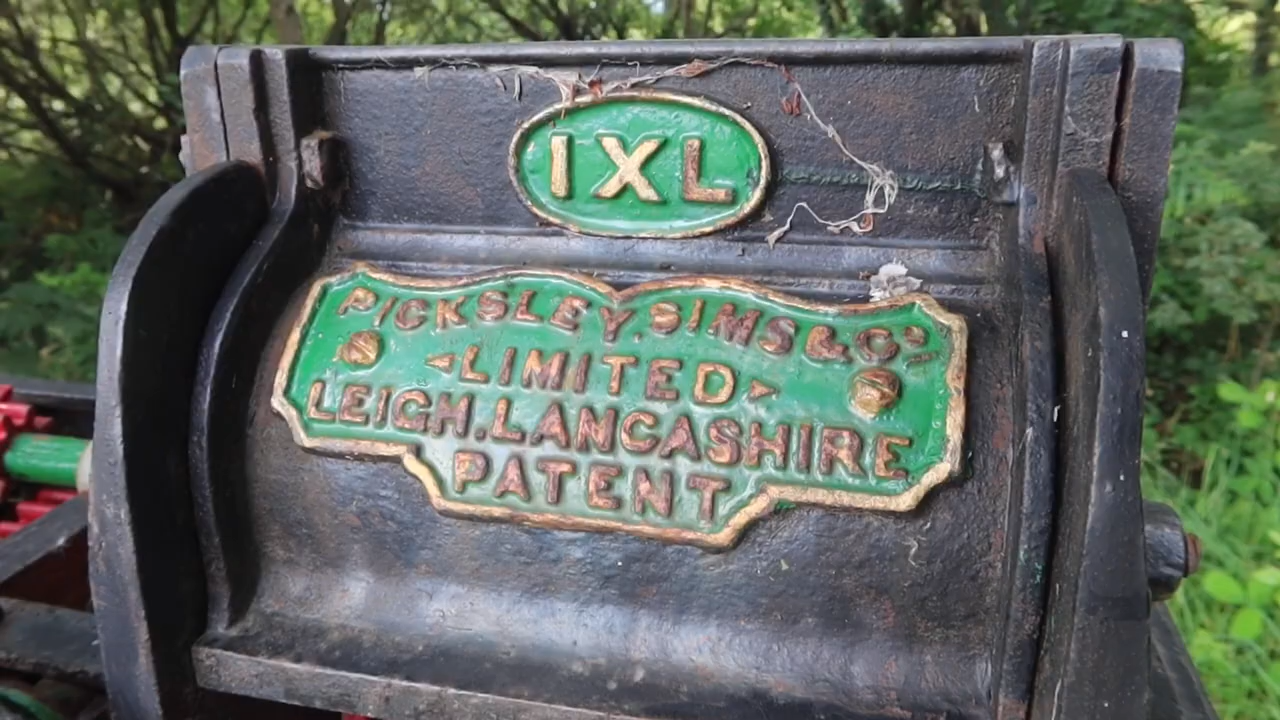 IXL
PICKSLEY, SIMS & Co
LIMITED
LEIGH. LANCASHIRE
PATENT